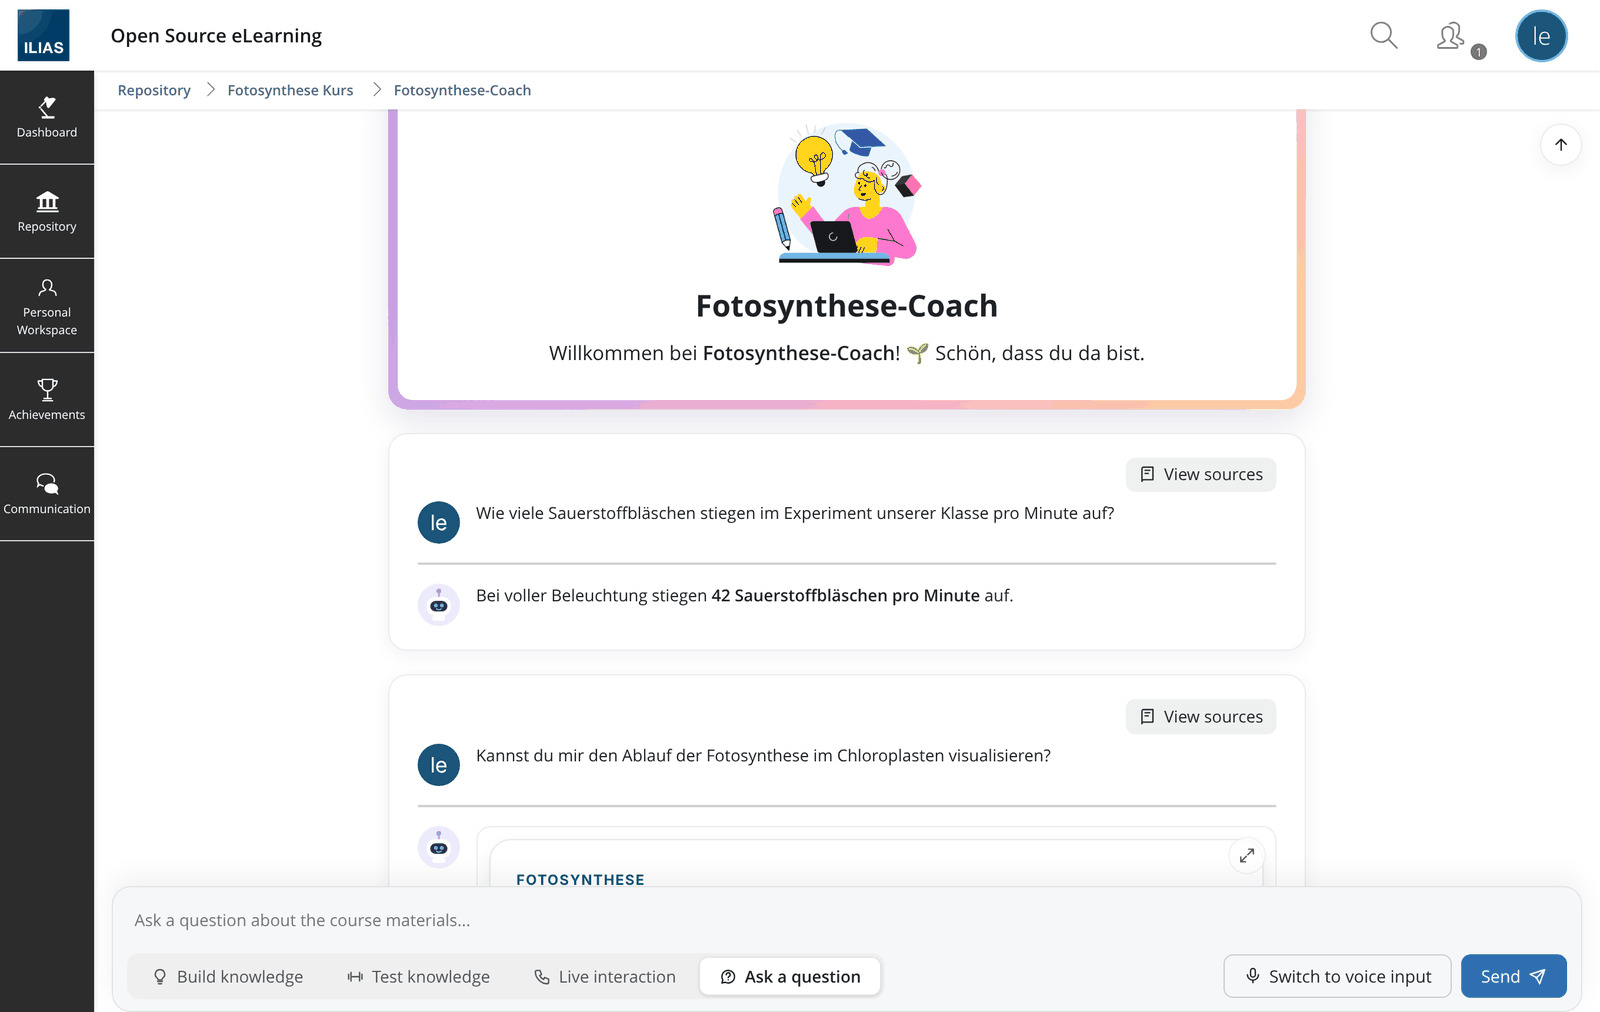 ILIAS
Open Source eLearning
1
le
Repository
Fotosynthese Kurs
Fotosynthese-Coach
Dashboard
Repository
Personal
Workspace
Achievements
Communication
Fotosynthese-Coach
Willkommen bei Fotosynthese-Coach! 🌱 Schön, dass du da bist.
View sources
le
Wie viele Sauerstoffbläschen stiegen im Experiment unserer Klasse pro Minute auf?
Bei voller Beleuchtung stiegen 42 Sauerstoffbläschen pro Minute auf.
View sources
le
Kannst du mir den Ablauf der Fotosynthese im Chloroplasten visualisieren?
FOTOSYNTHESE
Ask a question about the course materials...
Build knowledge
Test knowledge
Live interaction
Ask a question
Switch to voice input
Send